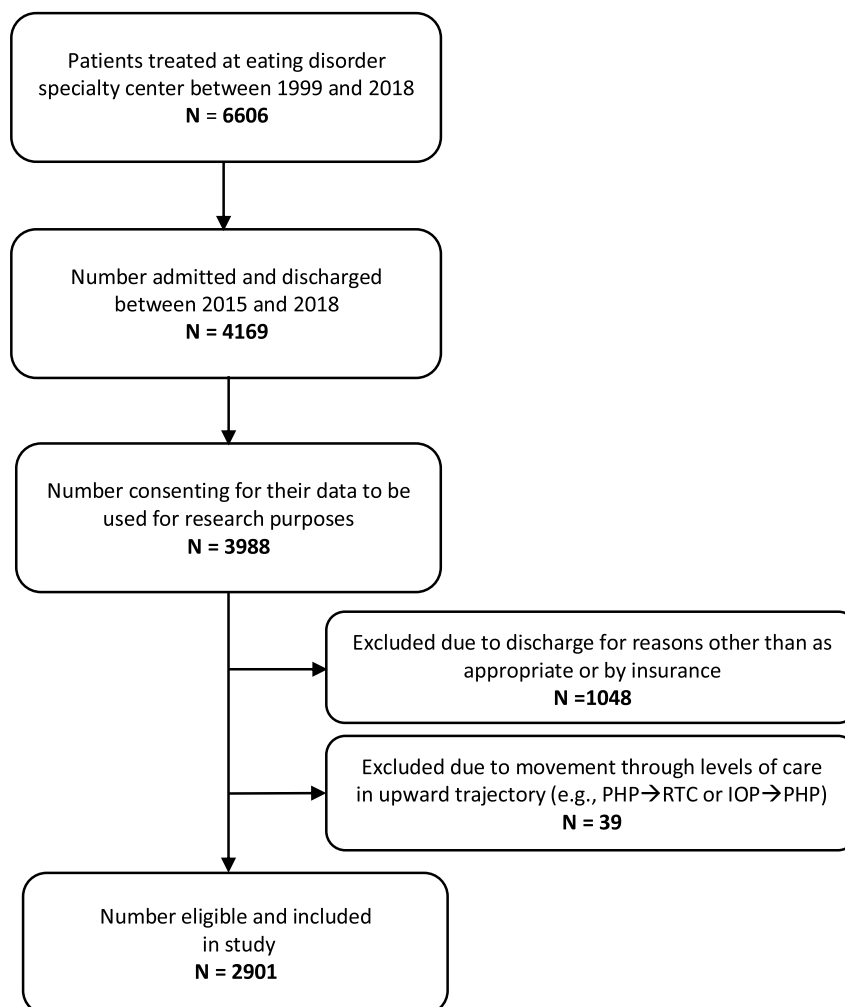 Patients treated at eating disorder
specialty center between 1999 and 2018
N = 6606
Number admitted and discharged
between 2015 and 2018
N = 4169
Number consenting for their data to be
used for research purposes
N = 3988
Excluded due to discharge for reasons other than as
appropriate or by insurance
N =1048
Excluded due to movement through levels of care
in upward trajectory (e.g., PHP→RTC or IOP→PHP)
N = 39
Number eligible and included
in study
N = 2901